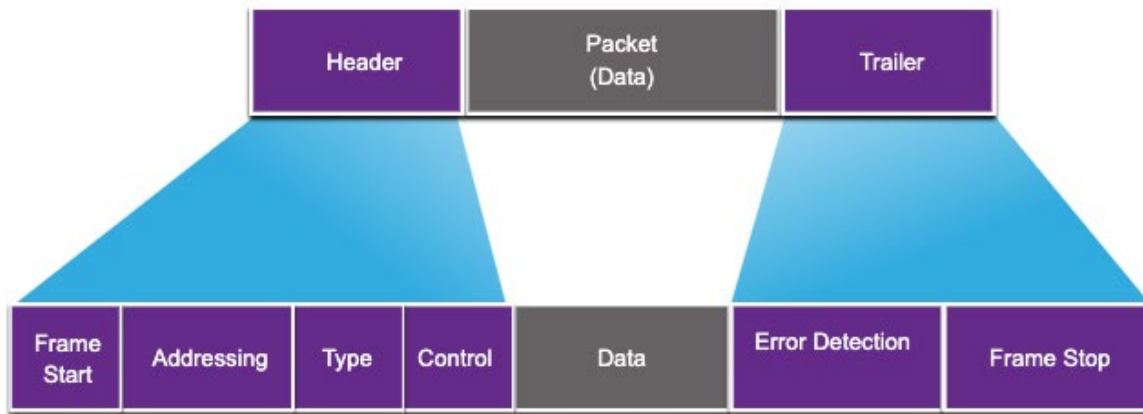 Header
Packet
(Data)
Trailer
Frame
Start
Addressing
Type
Control
Data
Error Detection
Frame Stop